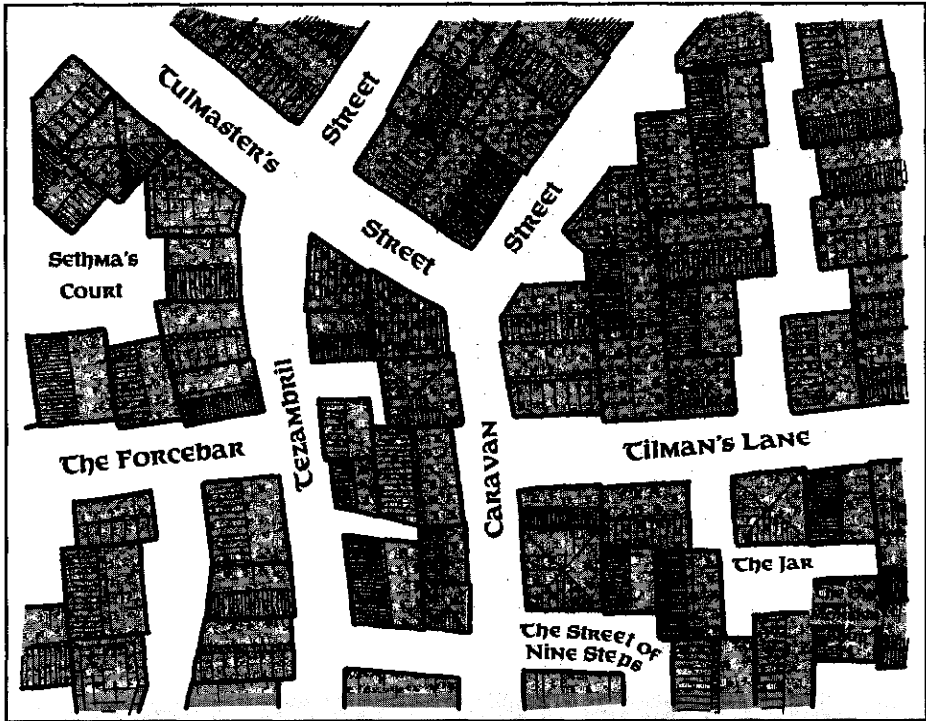 Tulmaster's
Street
Street
Street
Sethma's
Court
Tezambril
The Forcebar
Caravan
Tilman's Lane
The Jar
The Street of
Nine Steps